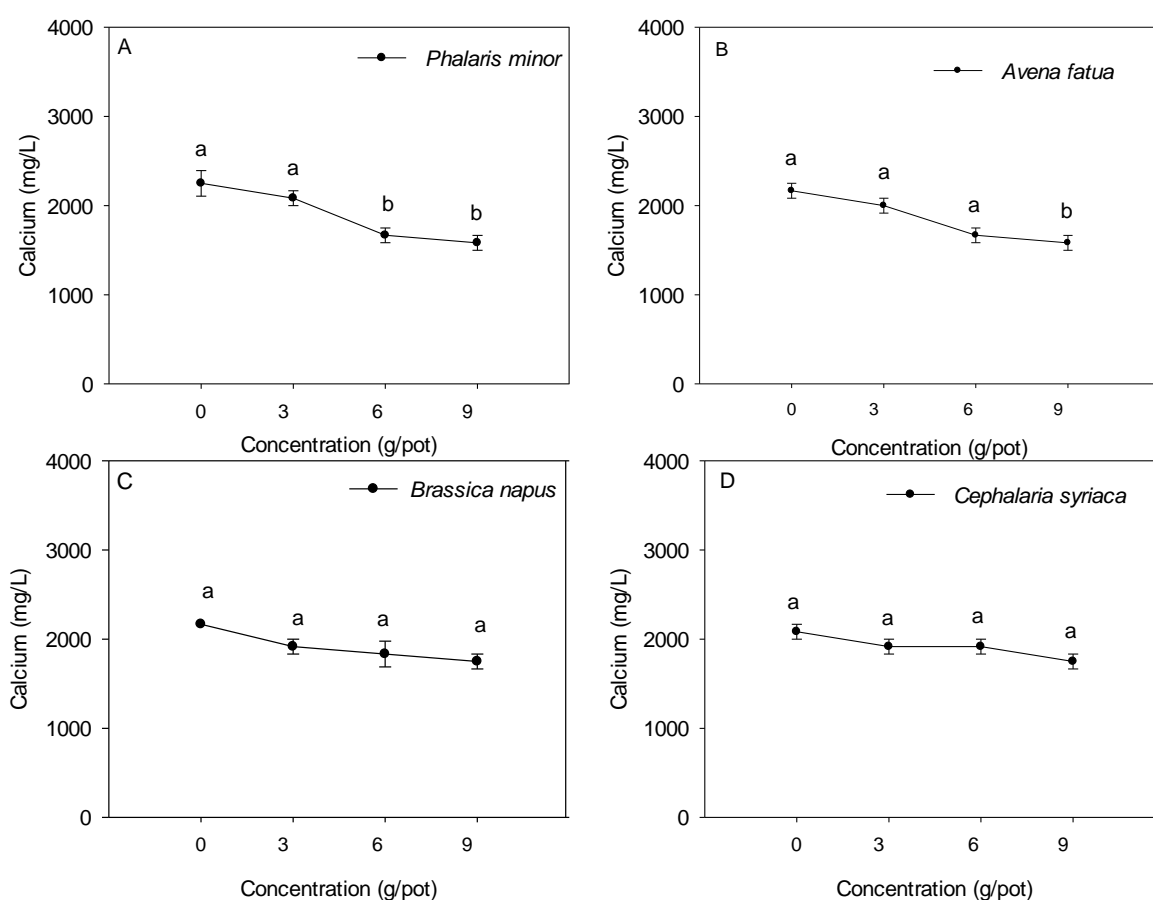 A
Phalaris minor
4000
3000
2000
1000
0
Calcium (mg/L)
a a b b
0 3 6 9
Concentration (g/pot)
B
Avena fatua
4000
3000
2000
1000
0
Calcium (mg/L)
a a a b
0 3 6 9
Concentration (g/pot)
C
Brassica napus
4000
3000
2000
1000
0
Calcium (mg/L)
a a a a
0 3 6 9
Concentration (g/pot)
D
Cephalaria syriaca
4000
3000
2000
1000
0
Calcium (mg/L)
a a a a
0 3 6 9
Concentration (g/pot)